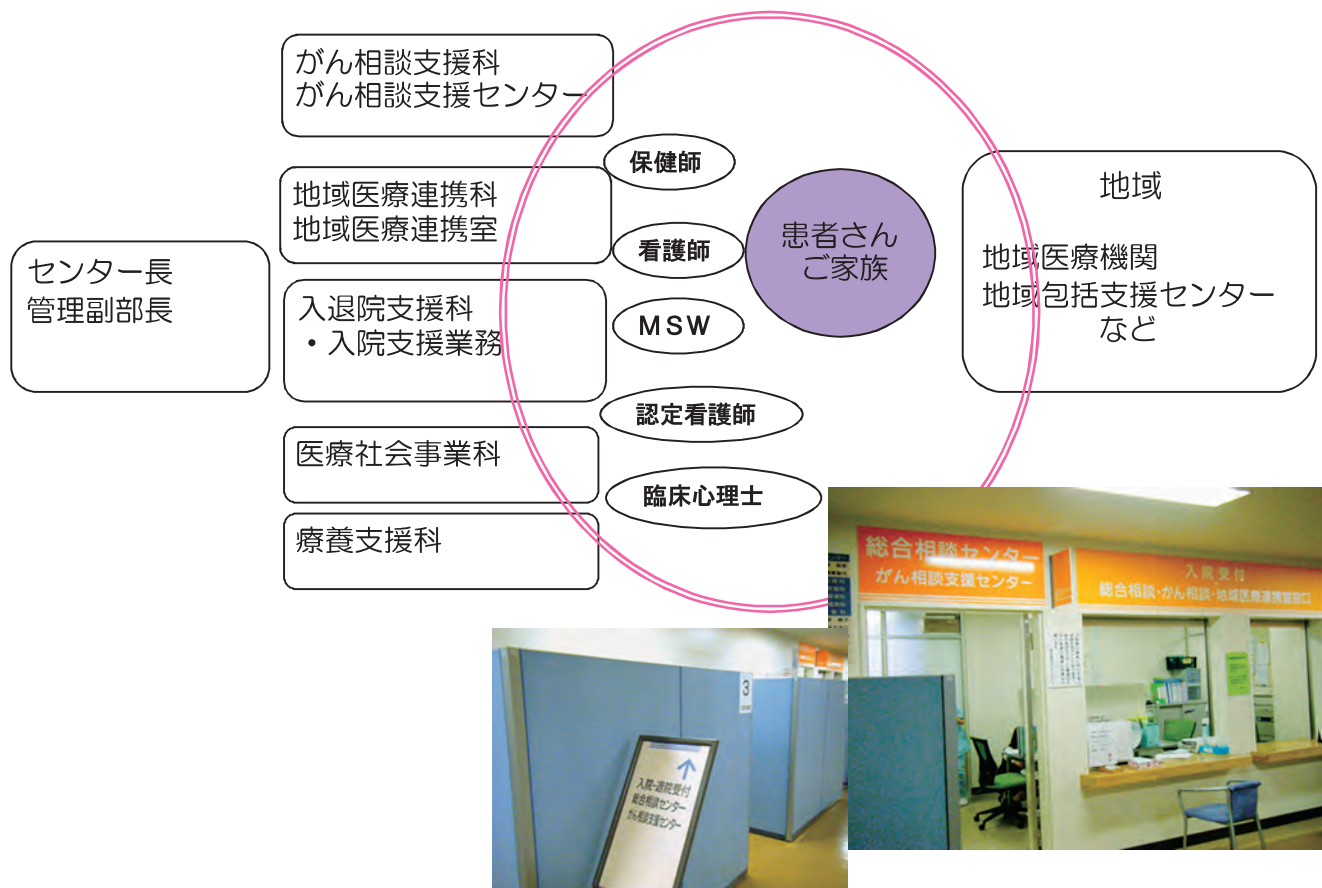 がん相談支援科
がん相談支援センター
地域医療連携科
地域医療連携室
センター長
管理副部長
入退院支援科
・入院支援業務
医療社会事業科
療養支援科
保健師
看護師
MSW
認定看護師
臨床心理士
患者さん
ご家族
地域
地域医療機関
地域包括支援センター
など
総合相談センター
がん相談支援センター
入院受付
総合相談・がん相談・地域医療連携室窓口
3
入院・退院受付
総合相談センター
がん相談支援センター